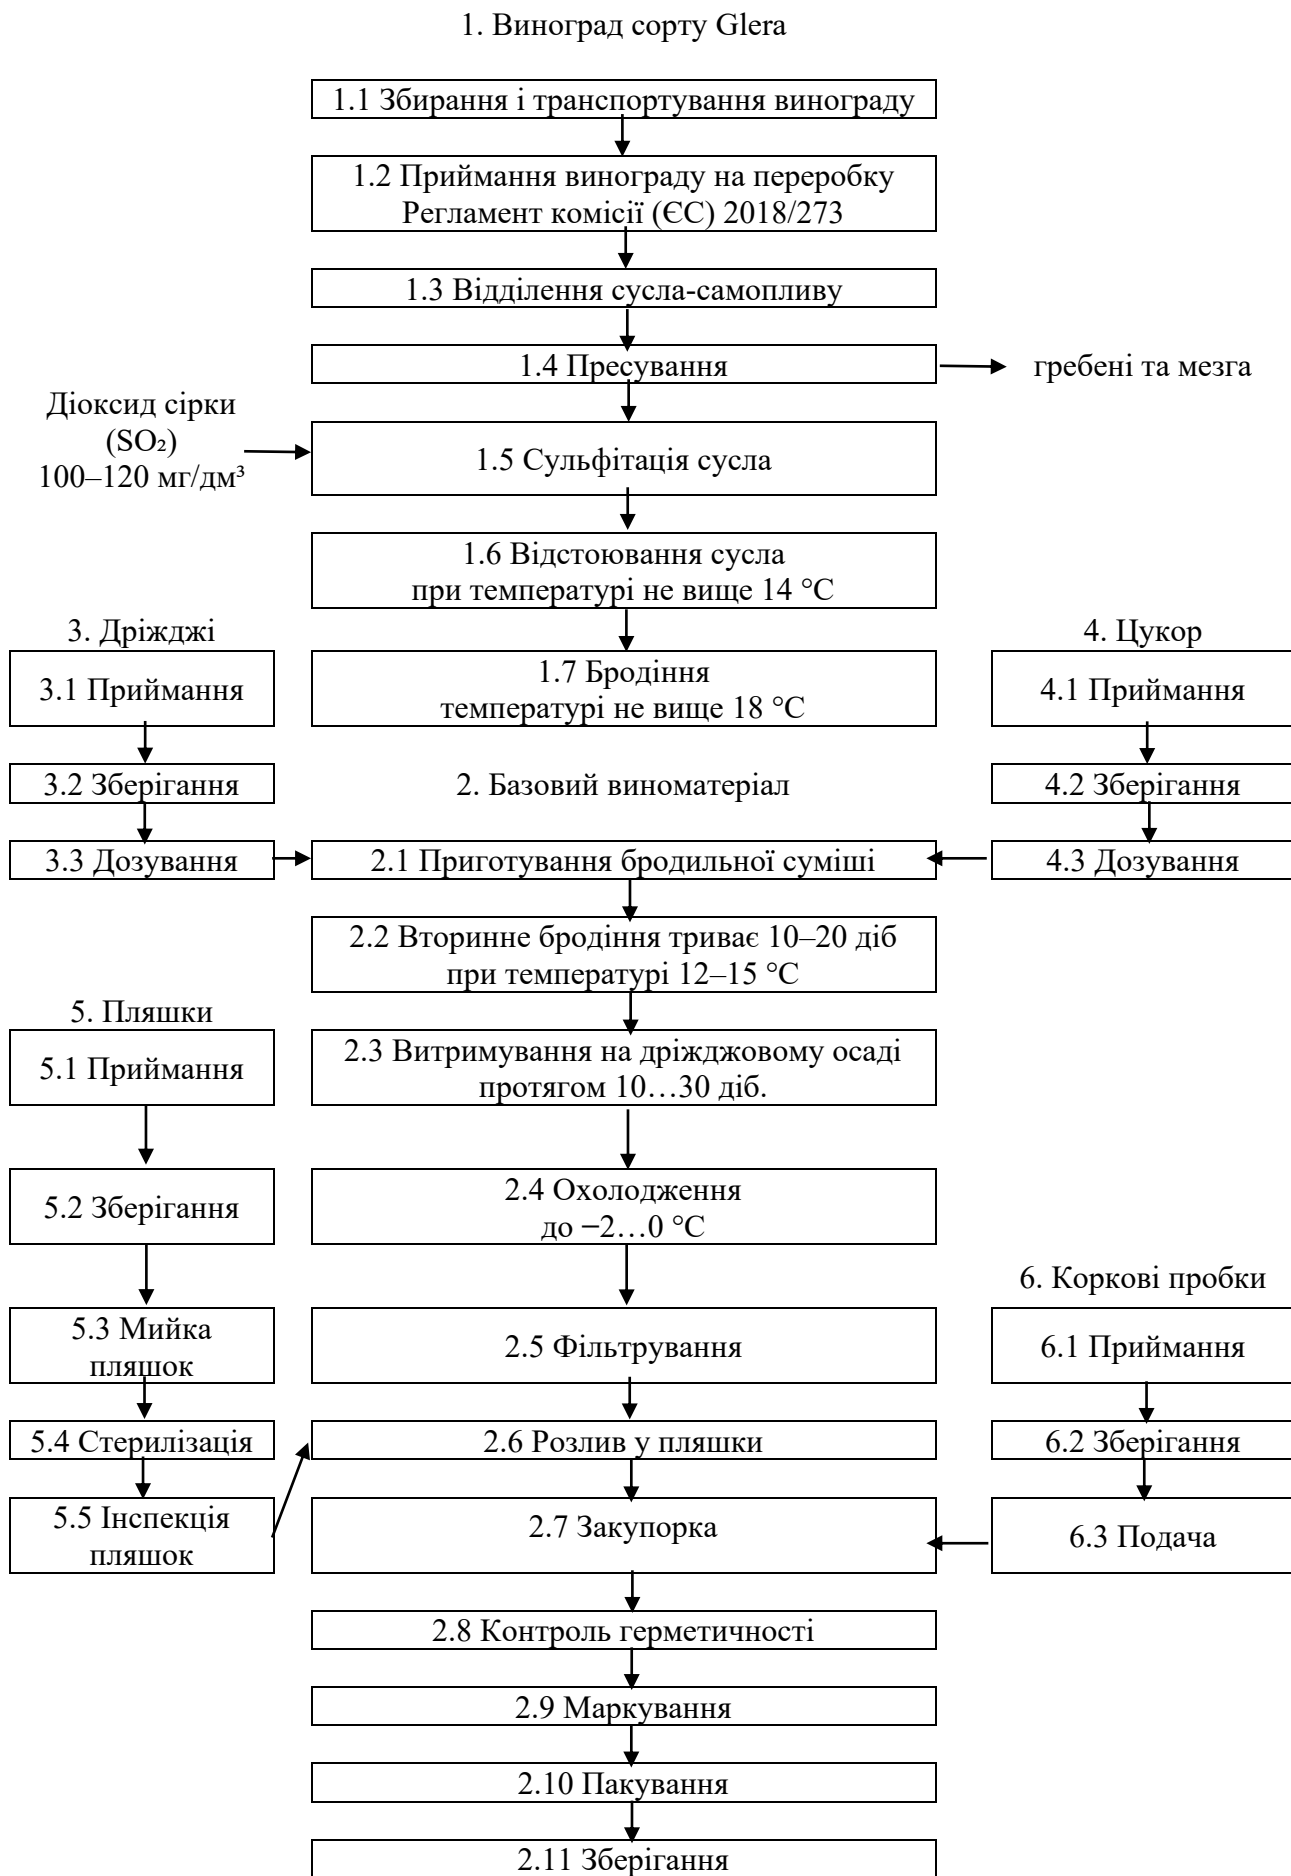 1. Виноград сорту Glera
1.1 Збирання і транспортування винограду
1.2 Приймання винограду на переробку
Регламент комісії (ЄС) 2018/273
1.3 Відділення сусла-самопливу
1.4 Пресування
гребені та мезга
Діоксид сірки
(SO₂)
100–120 мг/дм³
1.5 Сульфітація сусла
1.6 Відстоювання сусла
при температурі не вище 14 °С
3. Дріжджі
4. Цукор
3.1 Приймання
1.7 Бродіння
температурі не вище 18 °С
4.1 Приймання
3.2 Зберігання
2. Базовий виноматеріал
4.2 Зберігання
3.3 Дозування
2.1 Приготування бродильної суміші
4.3 Дозування
2.2 Вторинне бродіння триває 10–20 діб
при температурі 12–15 °С
5. Пляшки
5.1 Приймання
2.3 Витримування на дріжджовому осаді
протягом 10…30 діб.
5.2 Зберігання
2.4 Охолодження
до −2…0 °С
6. Коркові пробки
5.3 Мийка
пляшок
2.5 Фільтрування
6.1 Приймання
5.4 Стерилізація
2.6 Розлив у пляшки
6.2 Зберігання
5.5 Інспекція
пляшок
2.7 Закупорка
6.3 Подача
2.8 Контроль герметичності
2.9 Маркування
2.10 Пакування
2.11 Зберігання